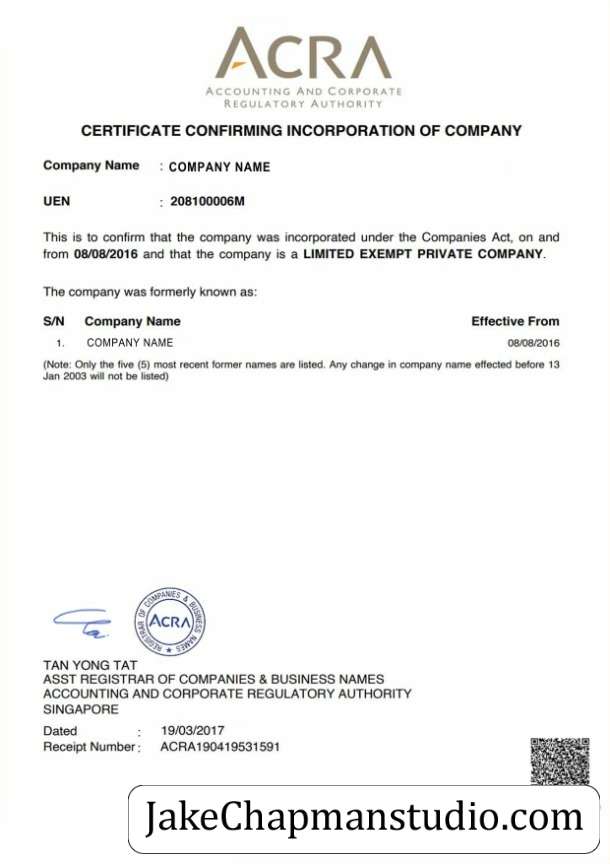 ACRA
ACCOUNTING AND CORPORATE
REGULATORY AUTHORITY
CERTIFICATE CONFIRMING INCORPORATION OF COMPANY
Company Name : COMPANY NAME
UEN : 208100006M
This is to confirm that the company was incorporated under the Companies Act, on and
from 08/08/2016 and that the company is a LIMITED EXEMPT PRIVATE COMPANY.
The company was formerly known as:
S/N Company Name Effective From
1. COMPANY NAME 08/08/2016
(Note: Only the five (5) most recent former names are listed. Any change in company name effected before 13
Jan 2003 will not be listed)
REGISTRAR OF COMPANIES & BUSINESS NAMES
ACRA
TAN YONG TAT
ASST REGISTRAR OF COMPANIES & BUSINESS NAMES
ACCOUNTING AND CORPORATE REGULATORY AUTHORITY
SINGAPORE
Dated : 19/03/2017
Receipt Number : ACRA190419531591
JakeChapmanstudio.com